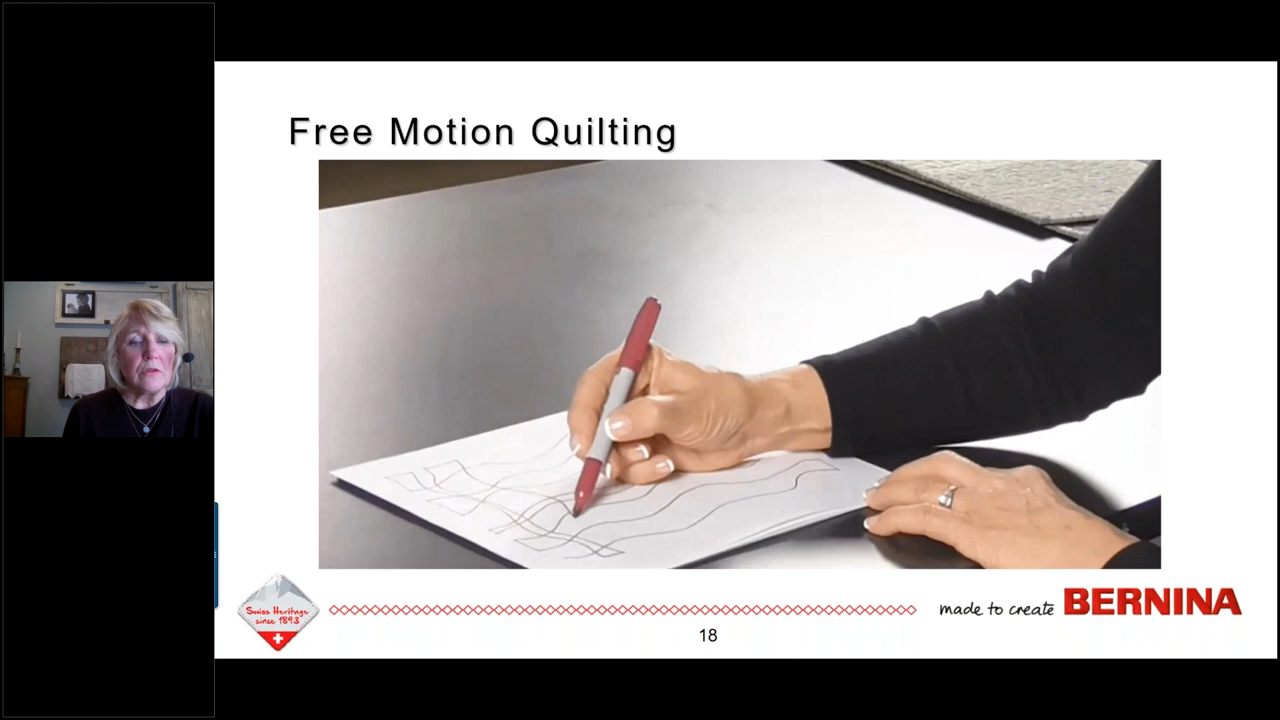 Free Motion Quilting
Swiss Heritage
since 1893
made to create BERNINA
18